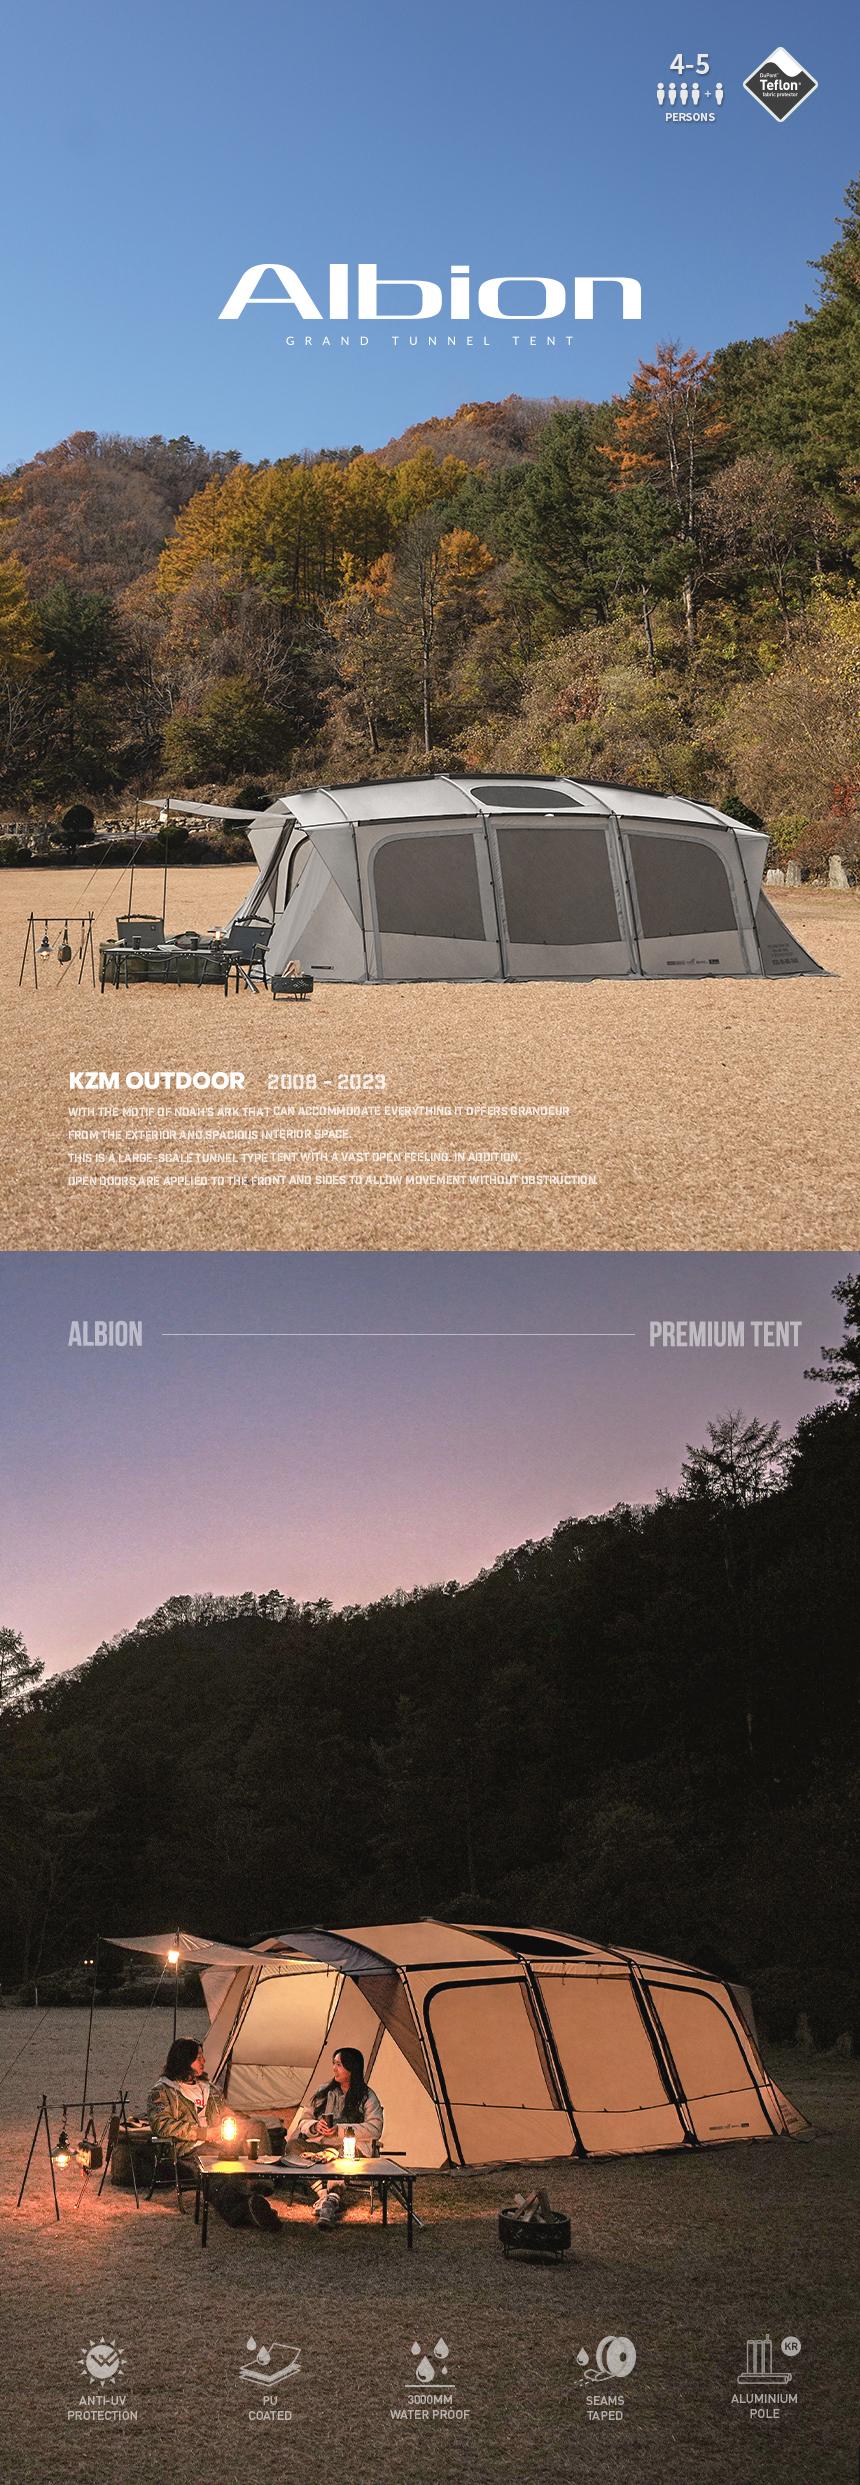 4-5
PERSONS
DuPont™
Teflon®
fabric protector
Albion
GRAND TUNNEL TENT
KZM OUTDOOR 2008 - 2023
WITH THE MOTIF OF NOAH'S ARK THAT CAN ACCOMMODATE EVERYTHING IT OFFERS GRANDEUR
FROM THE EXTERIOR AND SPACIOUS INTERIOR SPACE.
THIS IS A LARGE-SCALE TUNNEL TYPE TENT WITH A VAST OPEN FEELING. IN ADDITION,
OPEN DOORS ARE APPLIED TO THE FRONT AND SIDES TO ALLOW MOVEMENT WITHOUT OBSTRUCTION.
ALBION PREMIUM TENT
ANTI-UV
PROTECTION
PU
COATED
3000MM
WATER PROOF
SEAMS
TAPED
KR
ALUMINIUM
POLE